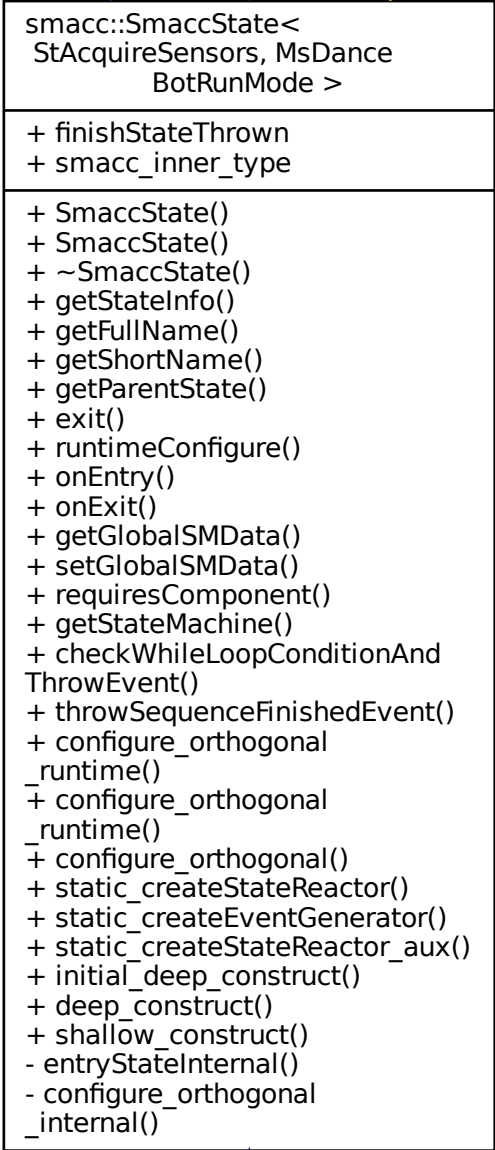 smacc::SmaccState<
StAcquireSensors, MsDance
BotRunMode >
+ finishStateThrown
+ smacc_inner_type
+ SmaccState()
+ SmaccState()
+ ~SmaccState()
+ getStateInfo()
+ getFullName()
+ getShortName()
+ getParentState()
+ exit()
+ runtimeConfigure()
+ onEntry()
+ onExit()
+ getGlobalSMData()
+ setGlobalSMData()
+ requiresComponent()
+ getStateMachine()
+ checkWhileLoopConditionAnd
ThrowEvent()
+ throwSequenceFinishedEvent()
+ configure_orthogonal
_runtime()
+ configure_orthogonal
_runtime()
+ configure_orthogonal()
+ static_createStateReactor()
+ static_createEventGenerator()
+ static_createStateReactor_aux()
+ initial_deep_construct()
+ deep_construct()
+ shallow_construct()
- entryStateInternal()
- configure_orthogonal
_internal()